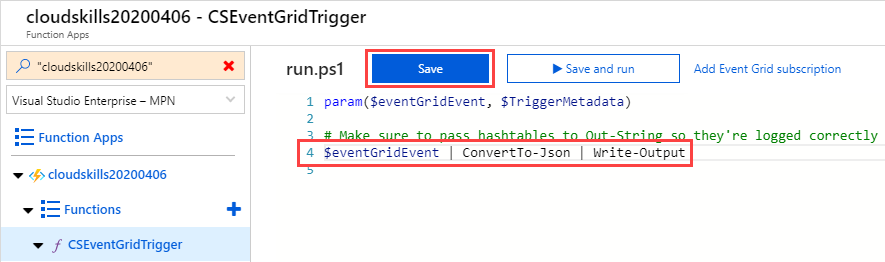 cloudskills20200406 - CSEventGridTrigger
Function Apps
"cloudskills20200406"
Visual Studio Enterprise – MPN
Function Apps
cloudskills20200406
Functions
CSEventGridTrigger
run.ps1 Save Save and run Add Event Grid subscription
1 param($eventGridEvent, $TriggerMetadata)
2
3 # Make sure to pass hashtables to Out-String so they're logged correctly
4 $eventGridEvent | ConvertTo-Json | Write-Output
5